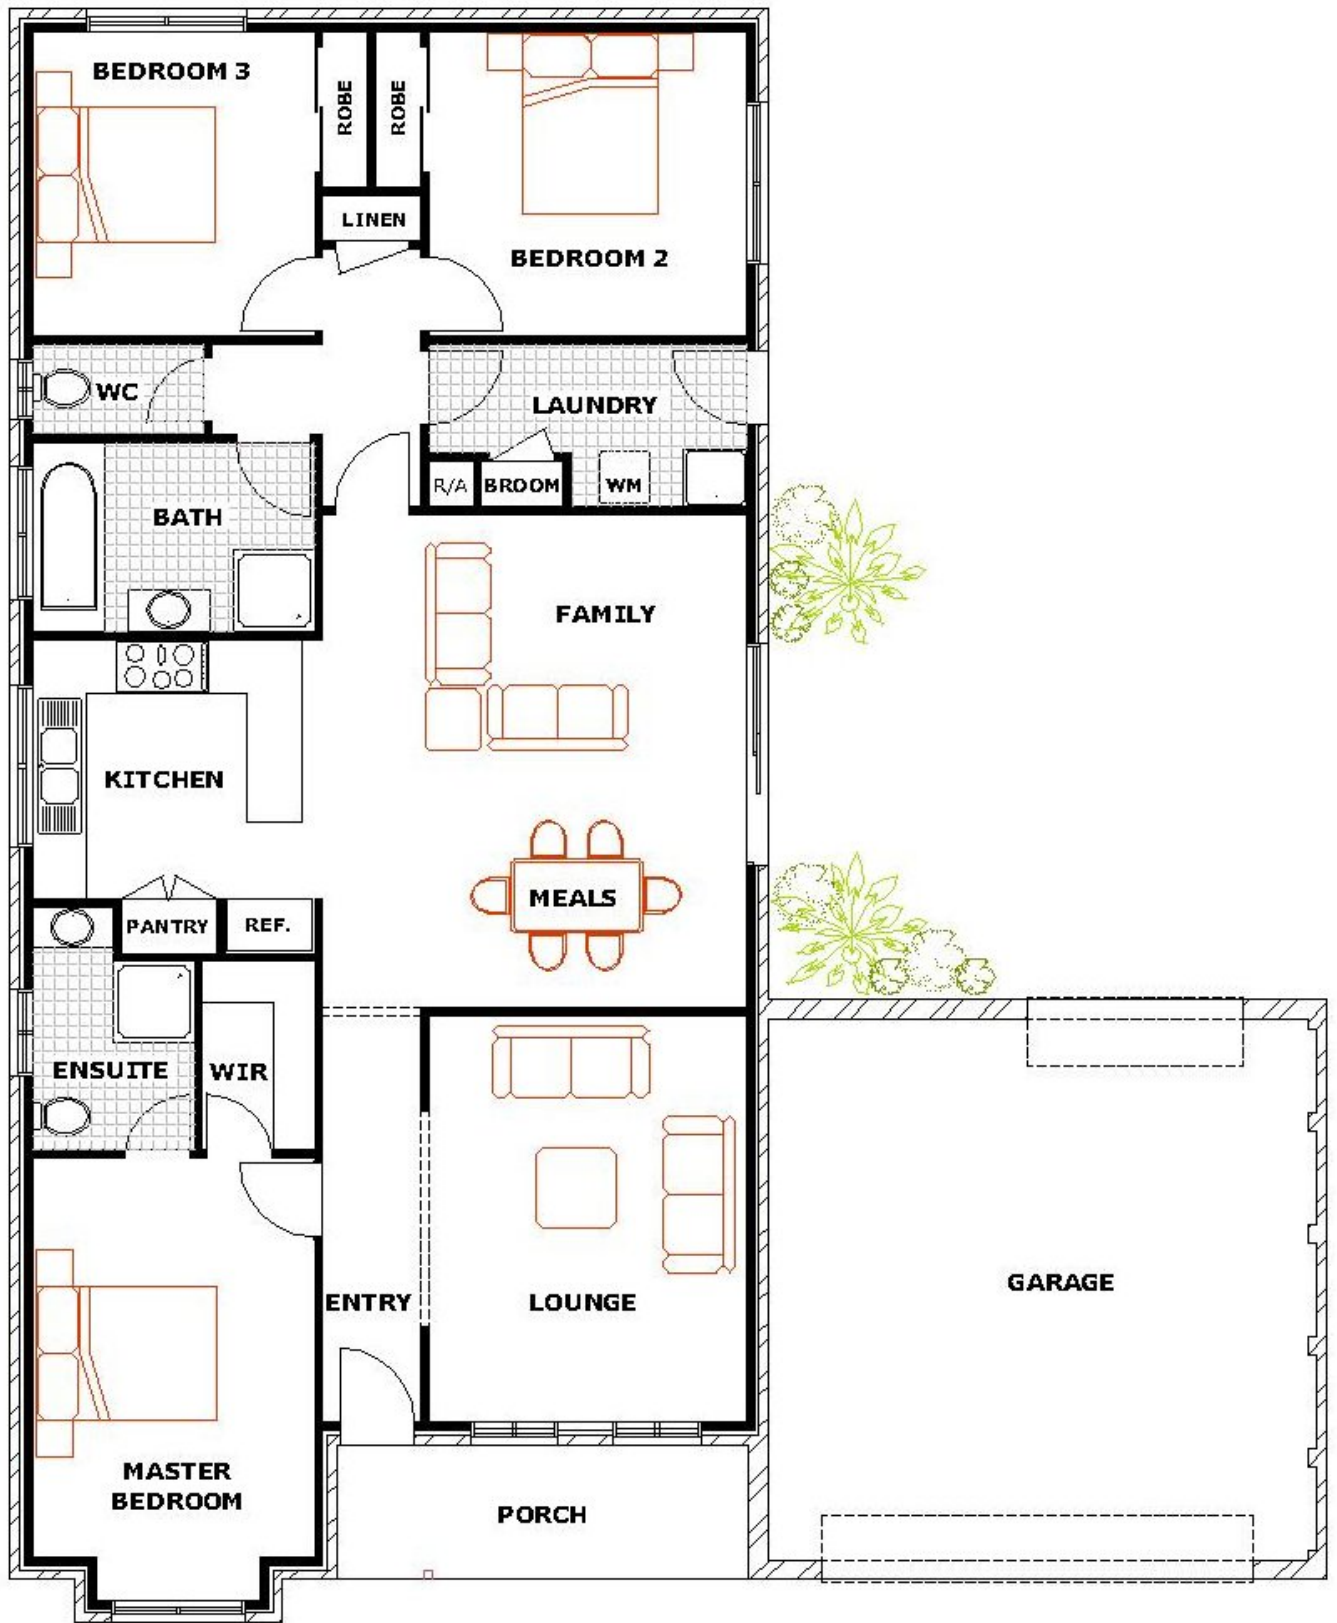 BEDROOM 3
ROBE
ROBE
LINEN
BEDROOM 2
WC
LAUNDRY
R/A
BROOM
WM
BATH
FAMILY
KITCHEN
MEALS
PANTRY
REF.
ENSUITE
WIR
GARAGE
ENTRY
LOUNGE
MASTER
BEDROOM
PORCH